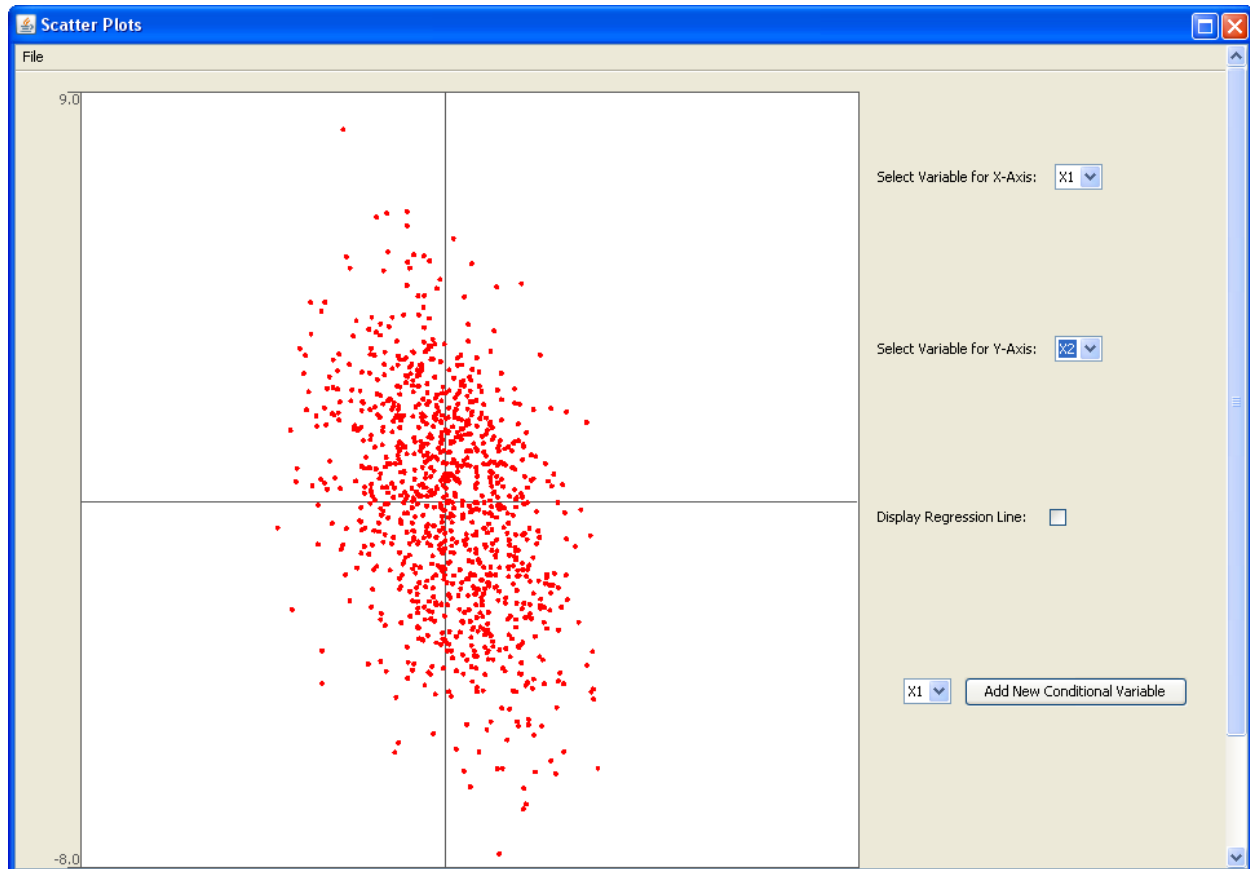 Scatter Plots
File
9.0
Select Variable for X-Axis: X1
Select Variable for Y-Axis: X2
Display Regression Line:
X1 Add New Conditional Variable
-8.0